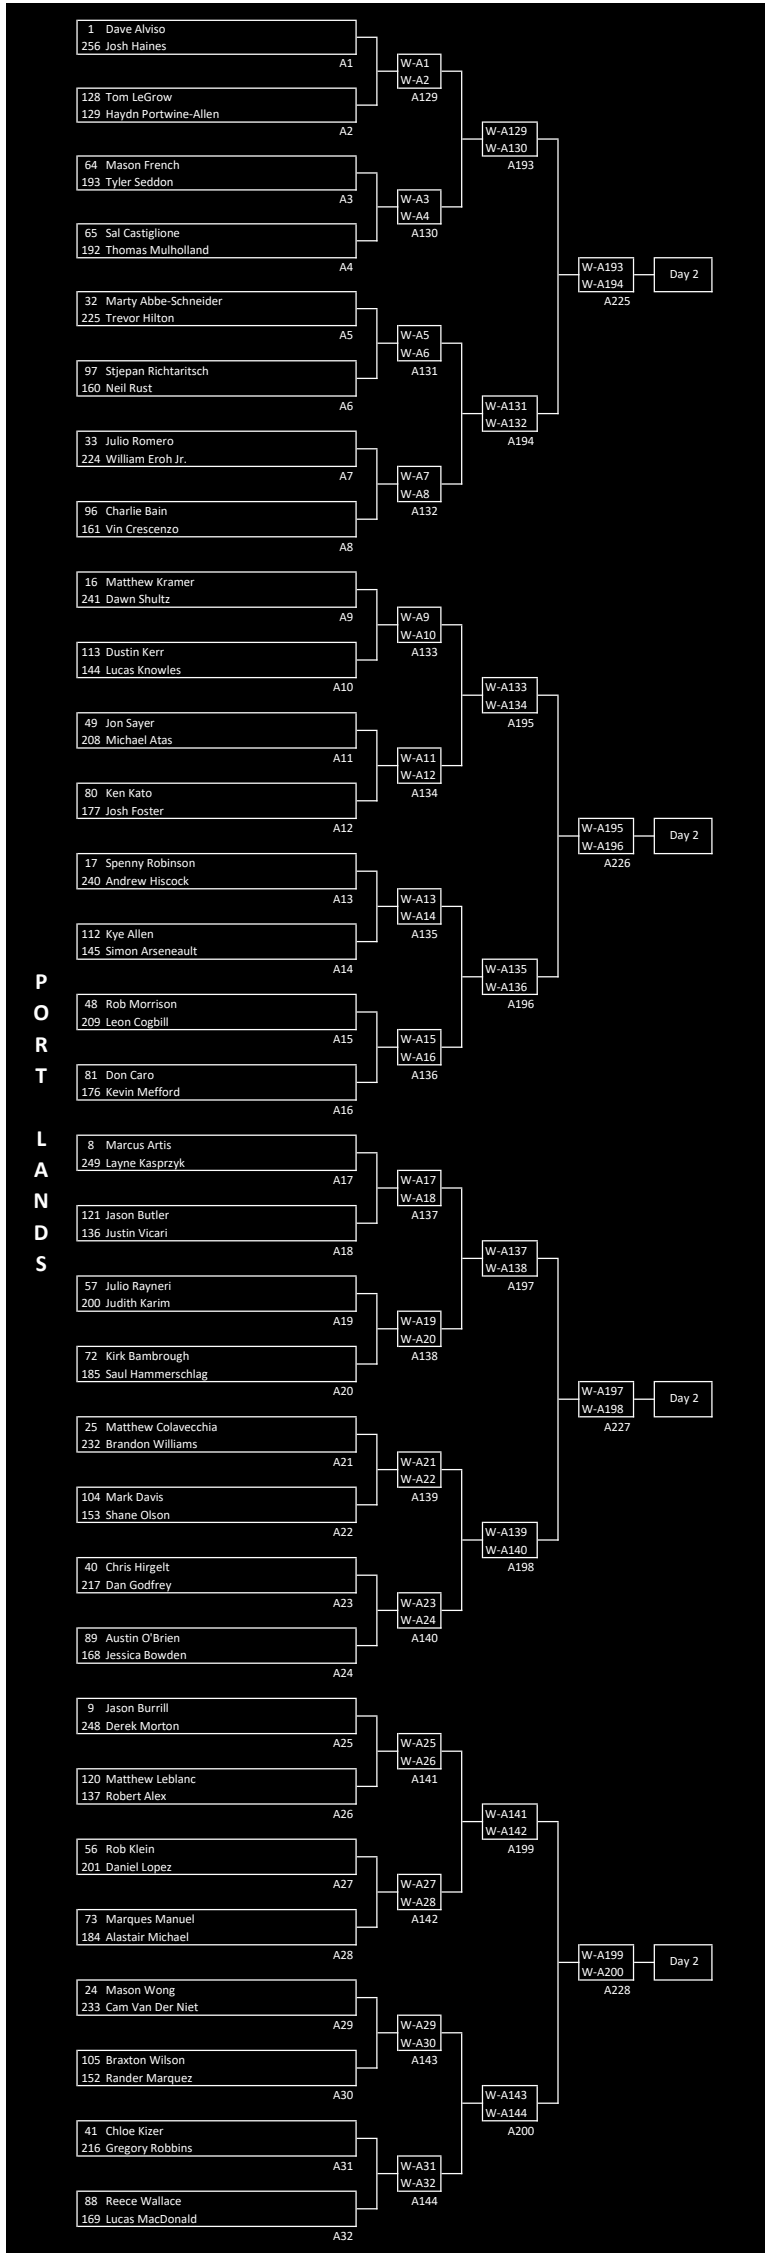 1 Dave Alviso
256 Josh Haines
A1
128 Tom LeGrow
129 Haydn Portwine-Allen
A2
64 Mason French
193 Tyler Seddon
A3
65 Sal Castiglione
192 Thomas Mulholland
A4
32 Marty Abbe-Schneider
225 Trevor Hilton
A5
97 Stjepan Richtaritsch
160 Neil Rust
A6
33 Julio Romero
224 William Eroh Jr.
A7
96 Charlie Bain
161 Vin Crescenzo
A8
16 Matthew Kramer
241 Dawn Shultz
A9
113 Dustin Kerr
144 Lucas Knowles
A10
49 Jon Sayer
208 Michael Atas
A11
80 Ken Kato
177 Josh Foster
A12
17 Spenny Robinson
240 Andrew Hiscock
A13
112 Kye Allen
145 Simon Arseneault
A14
48 Rob Morrison
209 Leon Cogbill
A15
81 Don Caro
176 Kevin Mefford
A16
8 Marcus Artis
249 Layne Kasprzyk
A17
121 Jason Butler
136 Justin Vicari
A18
57 Julio Rayneri
200 Judith Karim
A19
72 Kirk Bambrough
185 Saul Hammerschlag
A20
25 Matthew Colavecchia
232 Brandon Williams
A21
104 Mark Davis
153 Shane Olson
A22
40 Chris Hirgelt
217 Dan Godfrey
A23
89 Austin O'Brien
168 Jessica Bowden
A24
9 Jason Burrill
248 Derek Morton
A25
120 Matthew Leblanc
137 Robert Alex
A26
56 Rob Klein
201 Daniel Lopez
A27
73 Marques Manuel
184 Alastair Michael
A28
24 Mason Wong
233 Cam Van Der Niet
A29
105 Braxton Wilson
152 Rander Marquez
A30
41 Chloe Kizer
216 Gregory Robbins
A31
88 Reece Wallace
169 Lucas MacDonald
A32
W-A1
W-A2
A129
W-A3
W-A4
A130
W-A5
W-A6
A131
W-A7
W-A8
A132
W-A9
W-A10
A133
W-A11
W-A12
A134
W-A13
W-A14
A135
W-A15
W-A16
A136
W-A17
W-A18
A137
W-A19
W-A20
A138
W-A21
W-A22
A139
W-A23
W-A24
A140
W-A25
W-A26
A141
W-A27
W-A28
A142
W-A29
W-A30
A143
W-A31
W-A32
A144
W-A129
W-A130
A193
W-A131
W-A132
A194
W-A133
W-A134
A195
W-A135
W-A136
A196
W-A137
W-A138
A197
W-A139
W-A140
A198
W-A141
W-A142
A199
W-A143
W-A144
A200
W-A193
W-A194
A225
Day 2
W-A195
W-A196
A226
Day 2
W-A197
W-A198
A227
Day 2
W-A199
W-A200
A228
Day 2
PORT LANDS